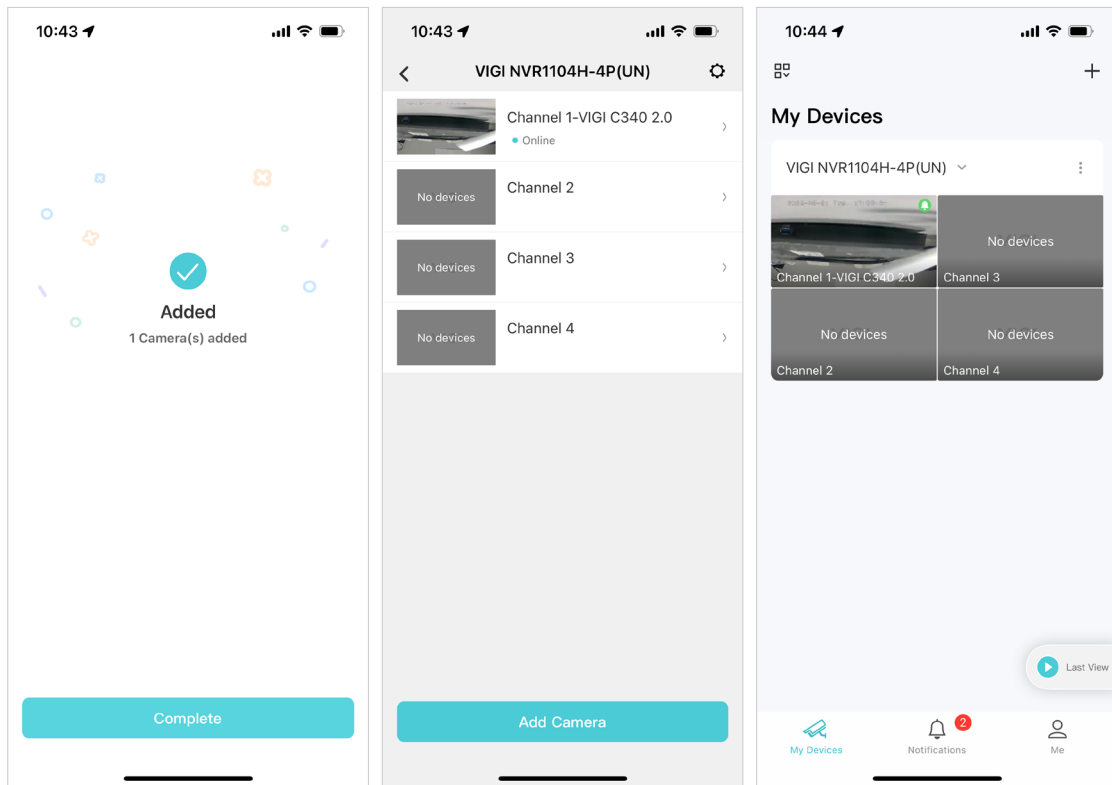 10:43
Added
1 Camera(s) added
Complete
10:43
VIGI NVR1104H-4P(UN)
Channel 1-VIGI C340 2.0
Online
No devices
Channel 2
No devices
Channel 3
No devices
Channel 4
Add Camera
10:44
My Devices
VIGI NVR1104H-4P(UN)
Channel 1-VIGI C340 2.0
No devices
Channel 3
No devices
Channel 2
No devices
Channel 4
Last View
My Devices
2
Notifications
Me